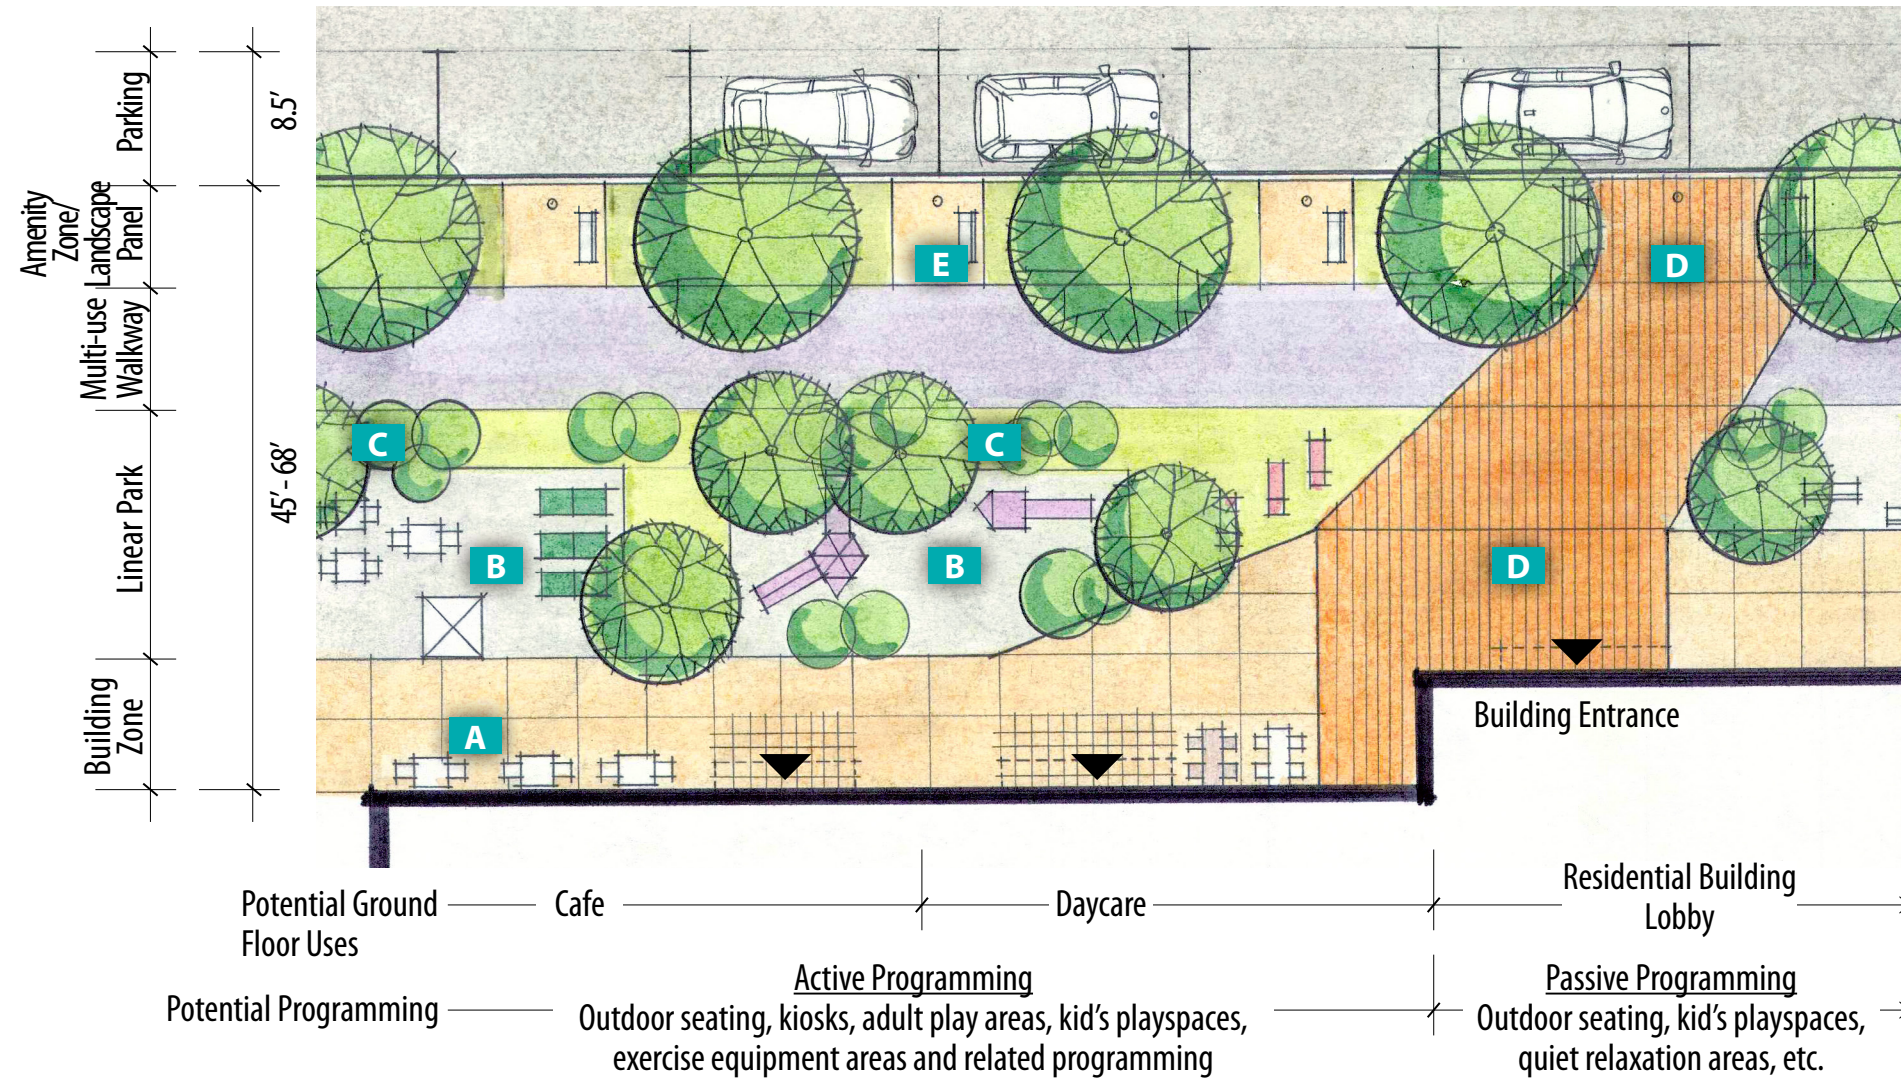 Parking
8.5’
Amenity
Zone/
Landscape
Panel
Multi-use
Walkway
Linear Park
45’ - 68’
Building
Zone
E
D
C
C
B
B
D
A
Building Entrance
Potential Ground
Floor Uses
Cafe
Daycare
Residential Building
Lobby
Potential Programming
Active Programming
Outdoor seating, kiosks, adult play areas, kid’s playspaces,
exercise equipment areas and related programming
Passive Programming
Outdoor seating, kid’s playspaces,
quiet relaxation areas, etc.